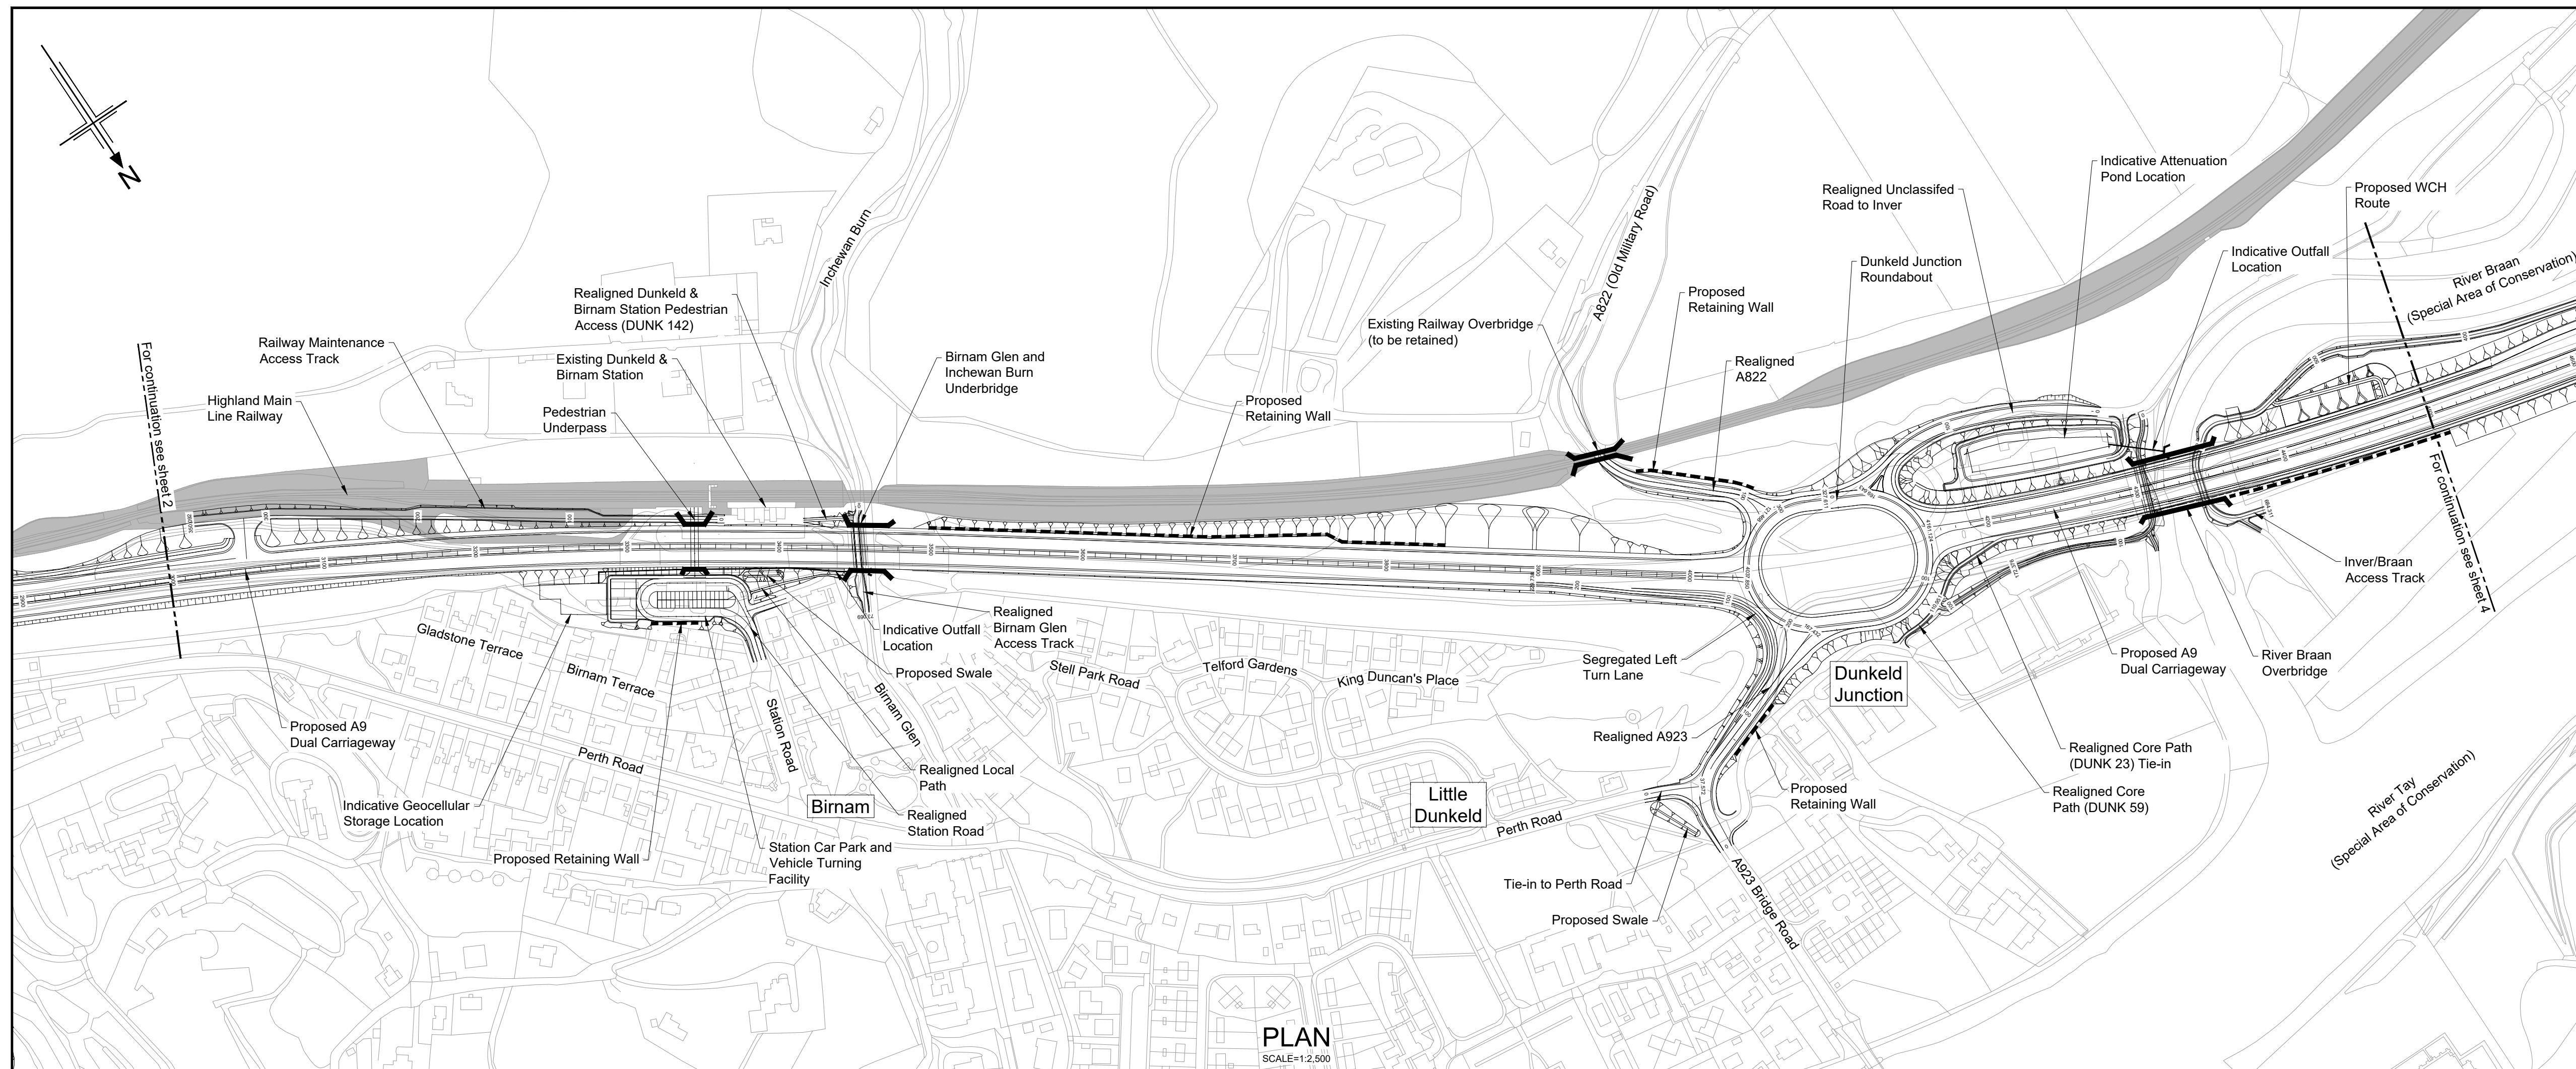 N
For continuation see sheet 2
Highland Main
Line Railway
Railway Maintenance
Access Track
Realigned Dunkeld &
Birnam Station Pedestrian
Access (DUNK 142)
Existing Dunkeld &
Birnam Station
Pedestrian
Underpass
Inchewan Burn
Birnam Glen and
Inchewan Burn
Underbridge
Proposed
Retaining Wall
Existing Railway Overbridge
(to be retained)
A822 (Old Military Road)
Proposed
Retaining Wall
Realigned
A822
Dunkeld Junction
Roundabout
Realigned Unclassifed
Road to Inver
Indicative Attenuation
Pond Location
Proposed WCH
Route
Indicative Outfall
Location
River Braan
(Special Area of Conservation)
For continuation see sheet 4
Inver/Braan
Access Track
River Braan
Overbridge
Proposed A9
Dual Carriageway
Realigned Core Path
(DUNK 23) Tie-in
Realigned Core
Path (DUNK 59)
River Tay
(Special Area of Conservation)
Dunkeld
Junction
Segregated Left
Turn Lane
Realigned A923
Proposed
Retaining Wall
Tie-in to Perth Road
Proposed Swale
A923 Bridge Road
Perth Road
Little
Dunkeld
King Duncan's Place
Telford Gardens
Stell Park Road
Realigned
Birnam Glen
Access Track
Indicative Outfall
Location
Proposed Swale
Birnam Glen
Realigned Local
Path
Realigned
Station Road
Birnam
Station Road
Station Car Park and
Vehicle Turning
Facility
Proposed Retaining Wall
Indicative Geocellular
Storage Location
Perth Road
Birnam Terrace
Gladstone Terrace
Proposed A9
Dual Carriageway
PLAN
SCALE=1:2,500